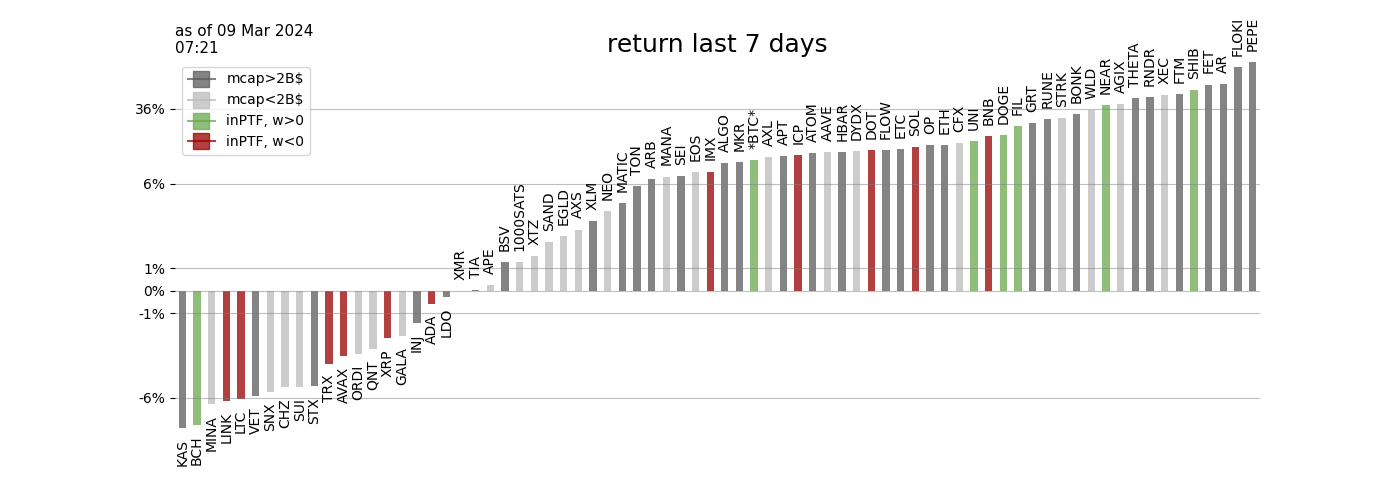 as of 09 Mar 2024
07:21
return last 7 days
mcap>2B$
mcap<2B$
inPTF, w>0
inPTF, w<0
36%
6%
1%
0%
-1%
-6%
KAS
BCH
MINA
LINK
LTC
VET
SNX
CHZ
SUI
STX
TRX
AVAX
ORDI
QNT
XRP
GALA
INJ
ADA
LDO
XMR
TIA
APE
BSV
1000SATS
XTZ
SAND
EGLD
AXS
XLM
NEO
MATIC
TON
ARB
MANA
SEI
EOS
IMX
ALGO
MKR
*BTC*
AXL
APT
ICP
ATOM
AAVE
HBAR
DYDX
DOT
FLOW
ETC
SOL
OP
ETH
CFX
UNI
BNB
DOGE
FIL
GRT
RUNE
STRK
BONK
WLD
NEAR
AGIX
THETA
RNDR
XEC
FTM
SHIB
FET
AR
FLOKI
PEPE